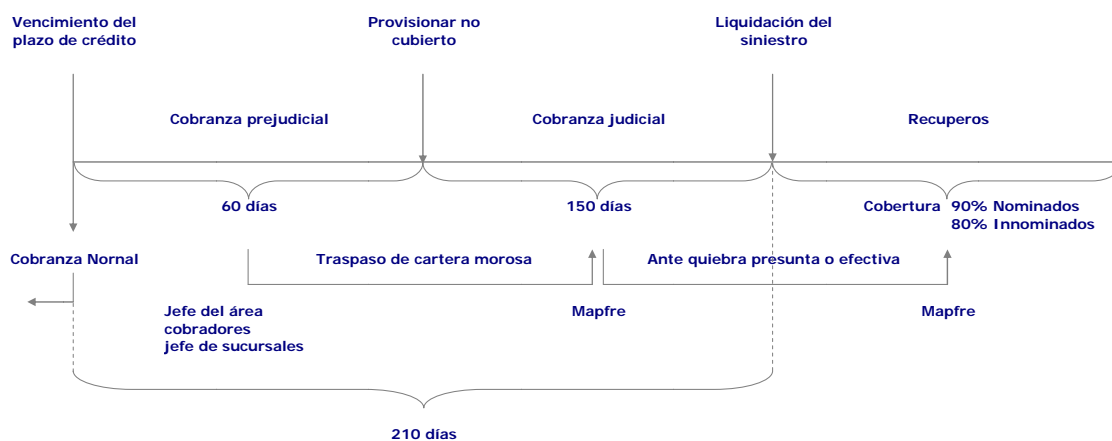 Vencimiento del
plazo de crédito
Provisionar no
cubierto
Liquidación del
siniestro
Cobranza prejudicial
Cobranza judicial
Recuperos
60 días
150 días
Cobertura 90% Nominados
80% Innominados
Cobranza Nornal
Traspaso de cartera morosa
Ante quiebra presunta o efectiva
Jefe del área
cobradores
jefe de sucursales
Mapfre
Mapfre
210 días